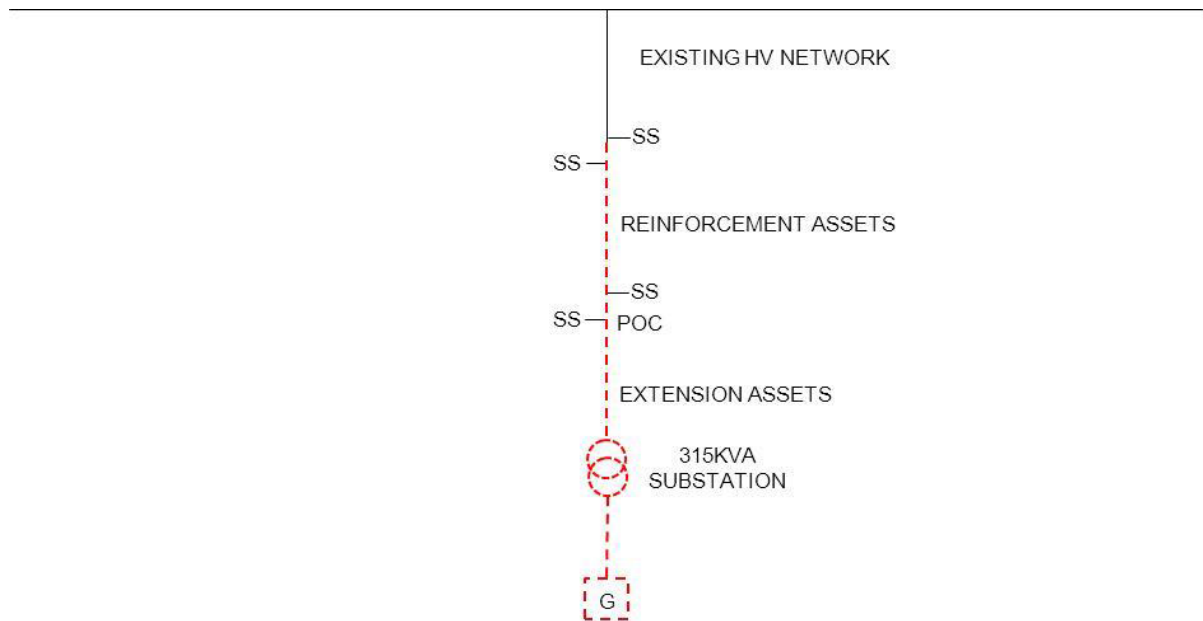 EXISTING HV NETWORK
SS
SS
REINFORCEMENT ASSETS
SS
SS
POC
EXTENSION ASSETS
315KVA
SUBSTATION
G